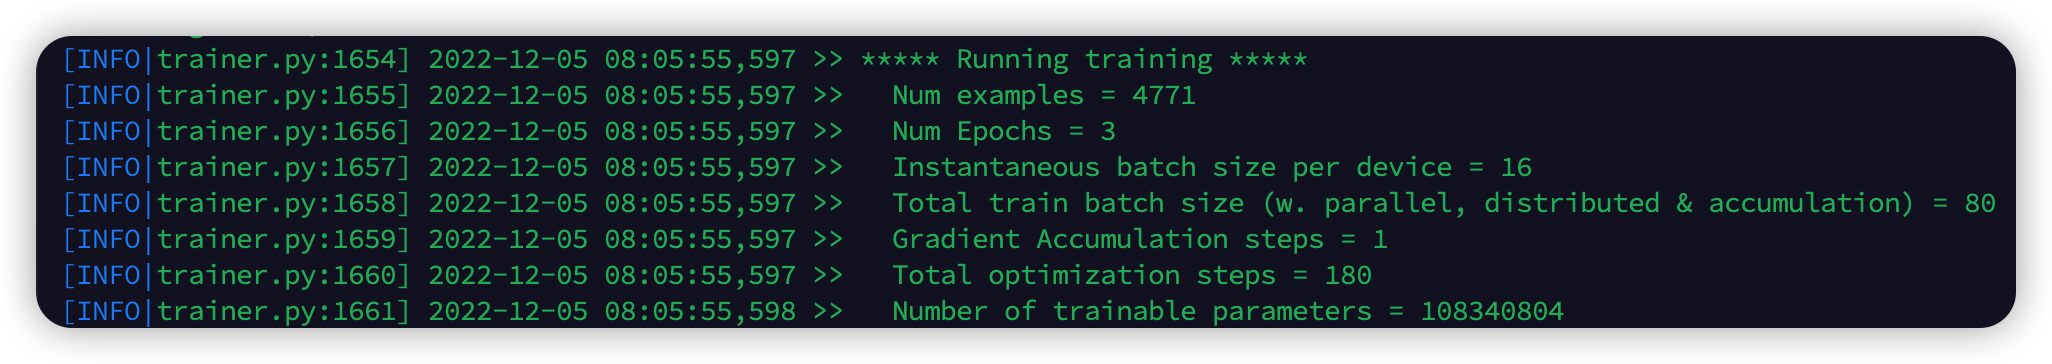 [INFO|trainer.py:1654] 2022-12-05 08:05:55,597 >> ***** Running training *****
[INFO|trainer.py:1655] 2022-12-05 08:05:55,597 >>   Num examples = 4771
[INFO|trainer.py:1656] 2022-12-05 08:05:55,597 >>   Num Epochs = 3
[INFO|trainer.py:1657] 2022-12-05 08:05:55,597 >>   Instantaneous batch size per device = 16
[INFO|trainer.py:1658] 2022-12-05 08:05:55,597 >>   Total train batch size (w. parallel, distributed & accumulation) = 80
[INFO|trainer.py:1659] 2022-12-05 08:05:55,597 >>   Gradient Accumulation steps = 1
[INFO|trainer.py:1660] 2022-12-05 08:05:55,597 >>   Total optimization steps = 180
[INFO|trainer.py:1661] 2022-12-05 08:05:55,598 >>   Number of trainable parameters = 108340804